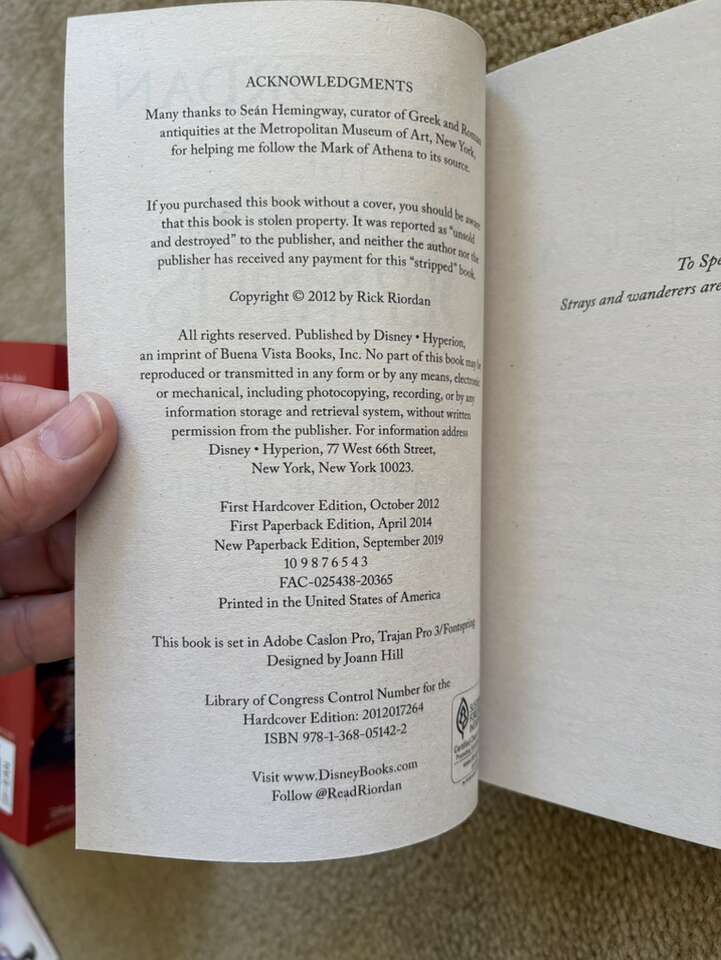 ACKNOWLEDGMENTS
Many thanks to Seán Hemingway, curator of Greek and Roman
antiquities at the Metropolitan Museum of Art, New York,
for helping me follow the Mark of Athena to its source.
If you purchased this book without a cover, you should be aware
that this book is stolen property. It was reported as “unsold
and destroyed” to the publisher, and neither the author nor the
publisher has received any payment for this “stripped” book.
Copyright © 2012 by Rick Riordan
All rights reserved. Published by Disney • Hyperion,
an imprint of Buena Vista Books, Inc. No part of this book may be
reproduced or transmitted in any form or by any means, electronic
or mechanical, including photocopying, recording, or by any
information storage and retrieval system, without written
permission from the publisher. For information address
Disney • Hyperion, 77 West 66th Street,
New York, New York 10023.
First Hardcover Edition, October 2012
First Paperback Edition, April 2014
New Paperback Edition, September 2019
10 9 8 7 6 5 4 3
FAC-025438-20365
Printed in the United States of America
This book is set in Adobe Caslon Pro, Trajan Pro 3/Fontspring
Designed by Joann Hill
Library of Congress Control Number for the
Hardcover Edition: 2012017264
ISBN 978-1-368-05142-2
Visit www.DisneyBooks.com
Follow @ReadRiordan
To Spe
Strays and wanderers are